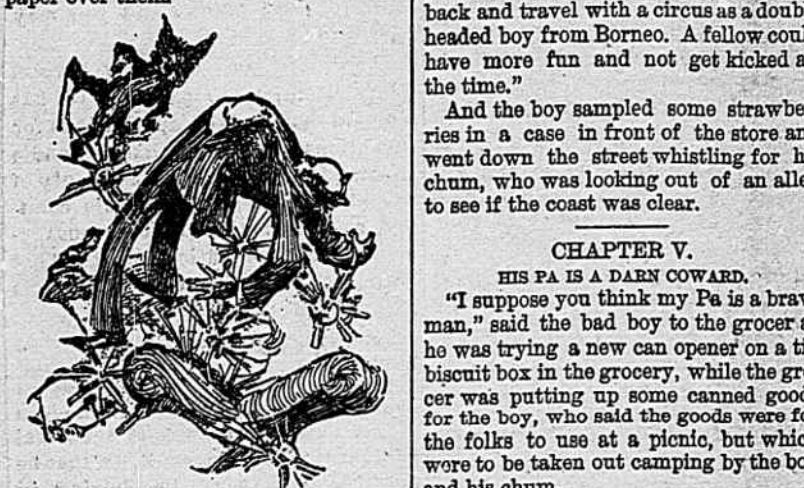 paper over them.
back and travel with a circus as a doub
headed boy from Borneo. A fellow coul
have more fun and not get kicked a
the time."
And the boy sampled some strawber
ries in a case in front of the store an
went down the street whistling for h
chum, who was looking out of an alle
to see if the coast was clear.
CHAPTER V.
HIS PA IS A DARN COWARD.
"I suppose you think my Pa is a brav
man," said the bad boy to the grocer a
he was trying a new can opener on a ti
biscuit box in the grocery, while the gro
cer was putting up some canned good
for the boy, who said the goods were fo
the folks to use at a picnic, but whic
were to be taken out camping by the bo
and his chum